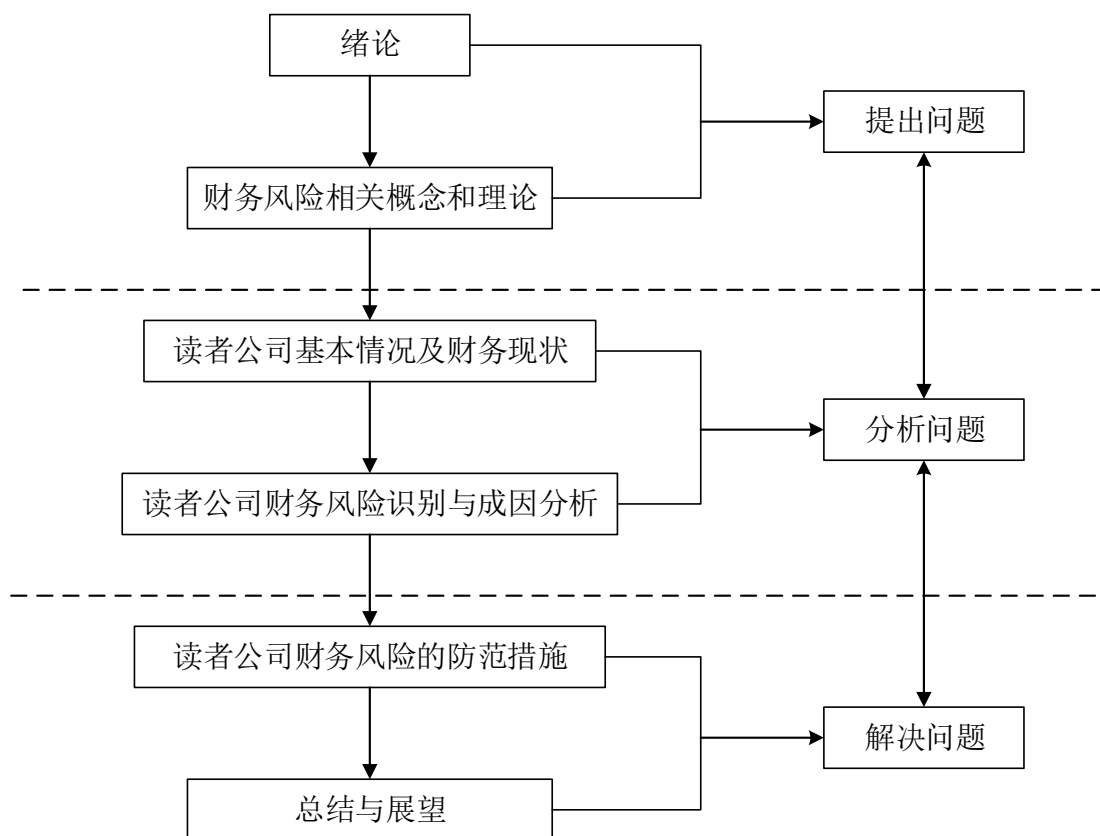 绪论
提出问题
财务风险相关概念和理论
读者公司基本情况及财务现状
分析问题
读者公司财务风险识别与成因分析
读者公司财务风险的防范措施
解决问题
总结与展望